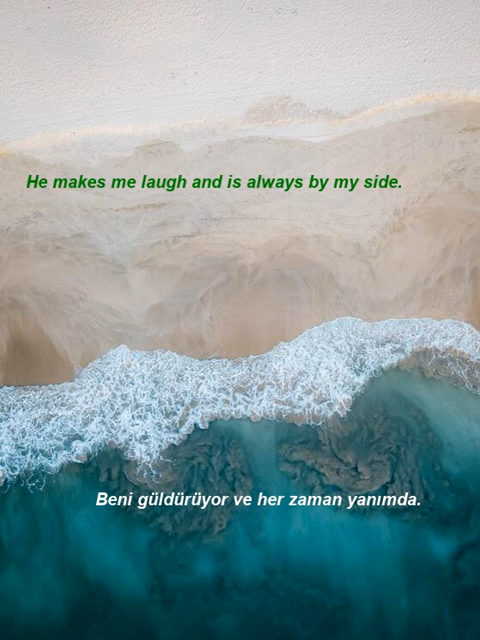 He makes me laugh and is always by my side.
Beni güldürüyor ve her zaman yanımda.